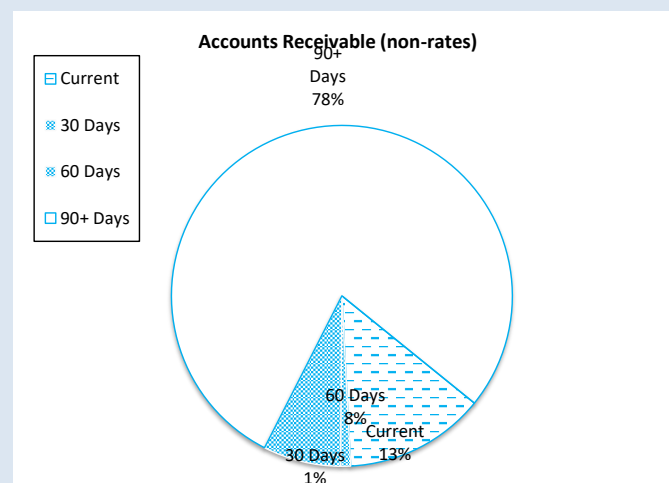 Accounts Receivable (non-rates)
Current
30 Days
60 Days
90+ Days
90+
Days
78%
60 Days
8%
Current
13%
30 Days
1%